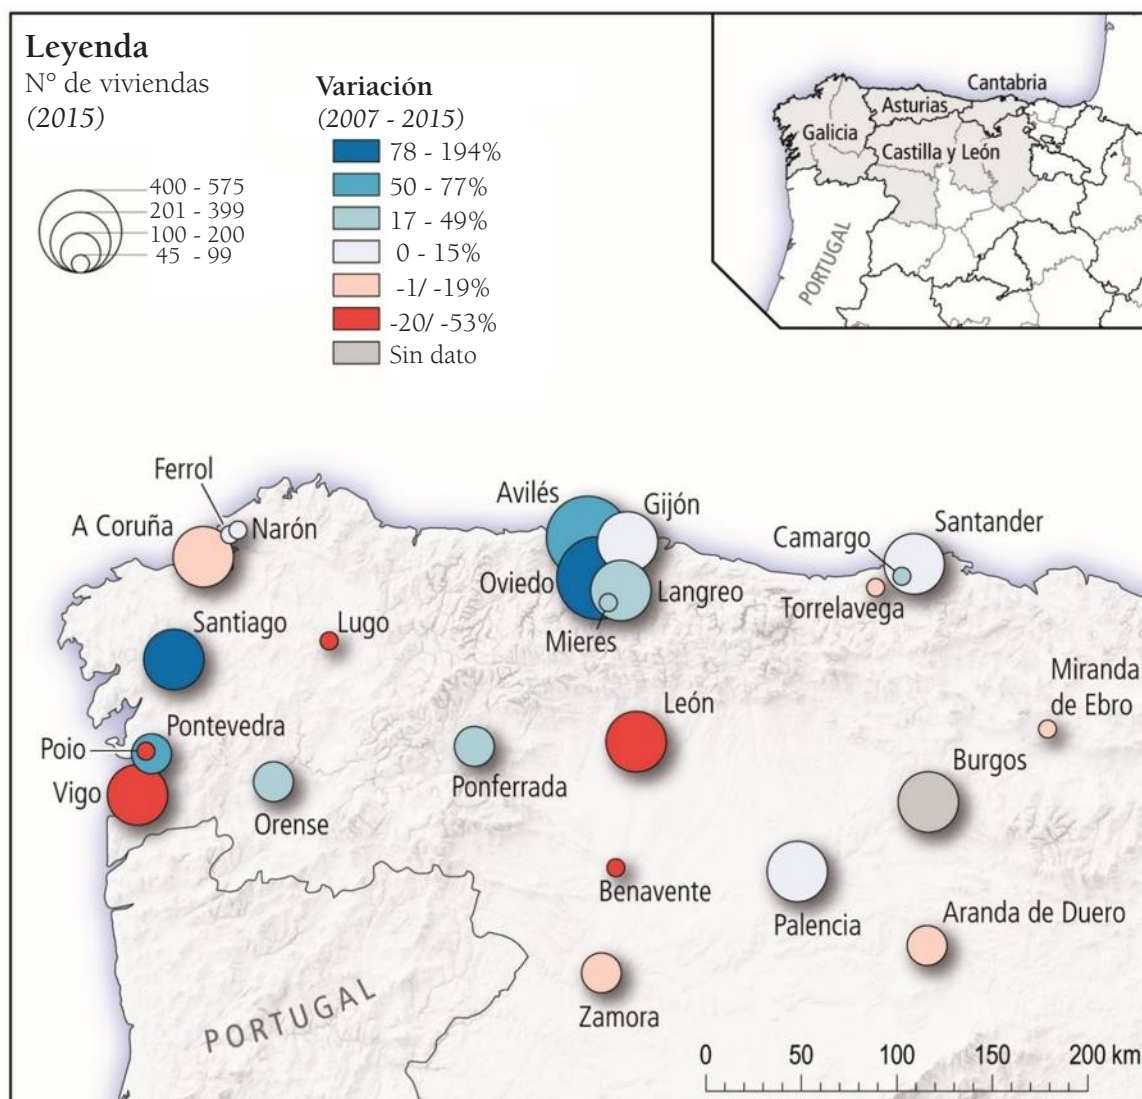 Leyenda
N° de viviendas
(2015)
400 - 575
201 - 399
100 - 200
45 - 99
Variación
(2007 - 2015)
78 - 194%
50 - 77%
17 - 49%
0 - 15%
-1/ -19%
-20/ -53%
Sin dato
Cantabria
Asturias
Galicia
Castilla y León
PORTUGAL
Ferrol
A Coruña
Narón
Avilés
Gijón
Camargo
Santander
Oviedo
Langreo
Torrelavega
Mieres
Santiago
Lugo
Miranda
de Ebro
Pontevedra
León
Poio
Burgos
Vigo
Ponferrada
Orense
Benavente
Palencia
Aranda de Duero
Zamora
PORTUGAL
0 50 100 150 200 km